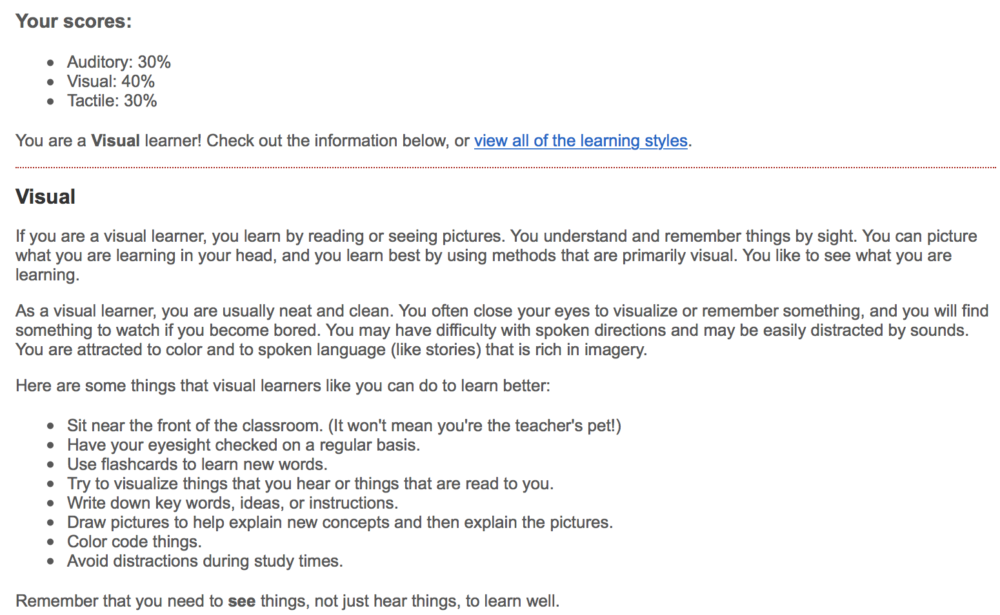 Your scores:
• Auditory: 30%
• Visual: 40%
• Tactile: 30%
You are a Visual learner! Check out the information below, or view all of the learning styles.
Visual
If you are a visual learner, you learn by reading or seeing pictures. You understand and remember things by sight. You can picture
what you are learning in your head, and you learn best by using methods that are primarily visual. You like to see what you are
learning.
As a visual learner, you are usually neat and clean. You often close your eyes to visualize or remember something, and you will find
something to watch if you become bored. You may have difficulty with spoken directions and may be easily distracted by sounds.
You are attracted to color and to spoken language (like stories) that is rich in imagery.
Here are some things that visual learners like you can do to learn better:
• Sit near the front of the classroom. (It won't mean you're the teacher's pet!)
• Have your eyesight checked on a regular basis.
• Use flashcards to learn new words.
• Try to visualize things that you hear or things that are read to you.
• Write down key words, ideas, or instructions.
• Draw pictures to help explain new concepts and then explain the pictures.
• Color code things.
• Avoid distractions during study times.
Remember that you need to see things, not just hear things, to learn well.